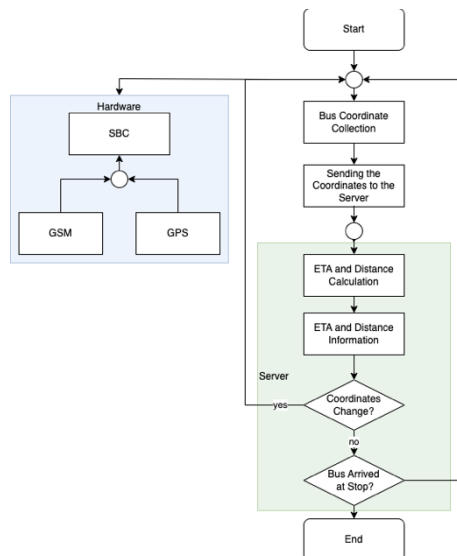 Start
Hardware
SBC
GSM
GPS
Bus Coordinate
Collection
Sending the
Coordinates to the
Server
ETA and Distance
Calculation
ETA and Distance
Information
Server
Coordinates
Change?
yes
no
Bus Arrived
at Stop?
End